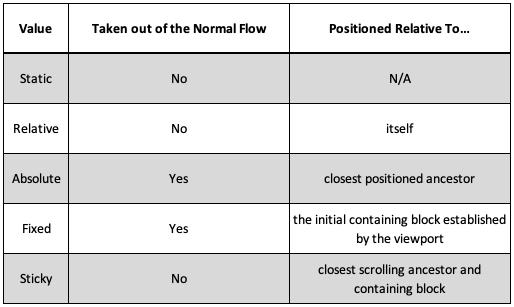 Value Taken out of the Normal Flow Positioned Relative To...
Static No N/A
Relative No itself
Absolute Yes closest positioned ancestor
Fixed Yes the initial containing block established
by the viewport
Sticky No closest scrolling ancestor and
containing block